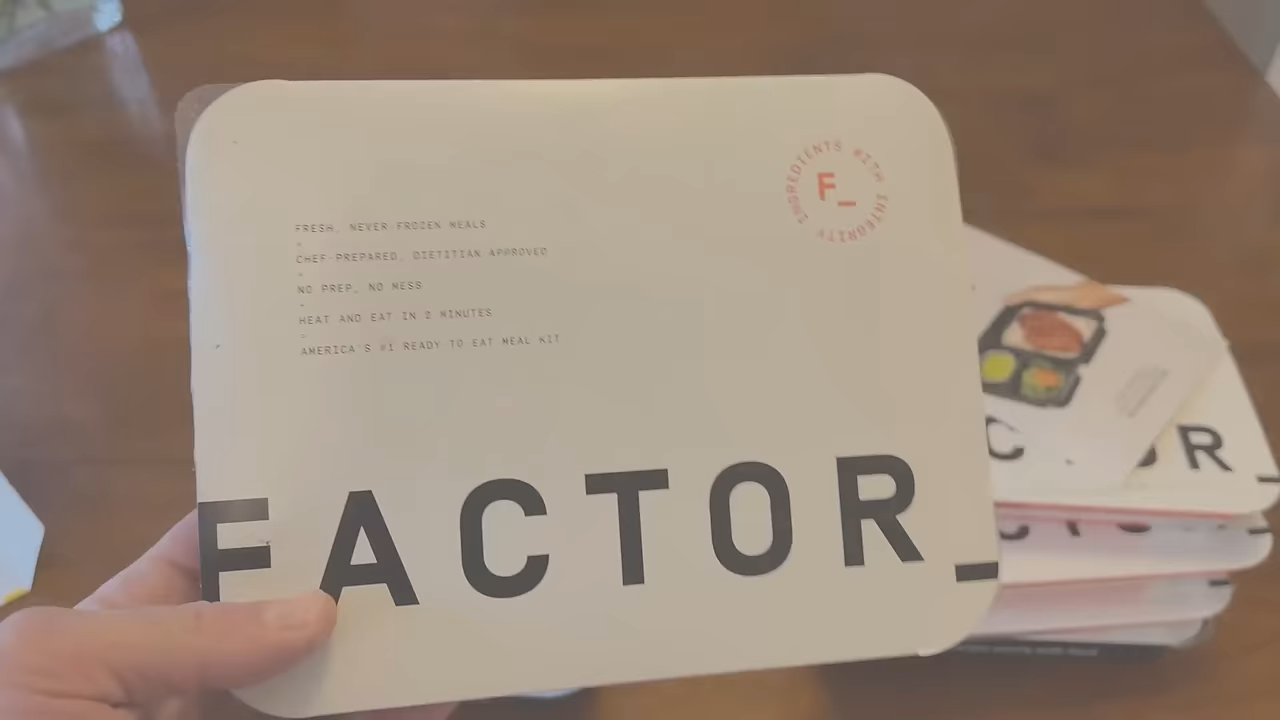 INGREDIENTS WITH INTEGRITY
F_
FRESH, NEVER FROZEN MEALS
-
CHEF-PREPARED, DIETITIAN APPROVED
-
NO PREP, NO MESS
-
HEAT AND EAT IN 2 MINUTES
-
AMERICA'S #1 READY TO EAT MEAL KIT
FACTOR_
C OR_